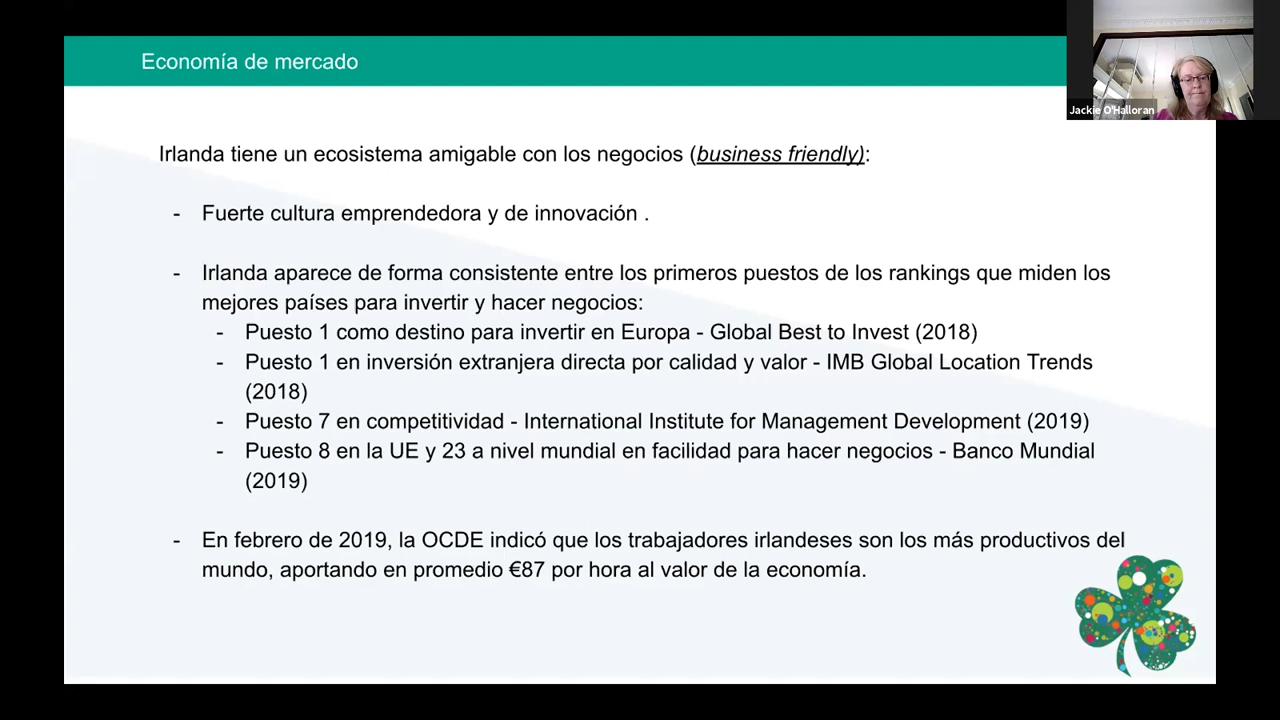 Economía de mercado
Jackie O'Halloran
Irlanda tiene un ecosistema amigable con los negocios (business friendly):
- Fuerte cultura emprendedora y de innovación .
- Irlanda aparece de forma consistente entre los primeros puestos de los rankings que miden los
mejores países para invertir y hacer negocios:
- Puesto 1 como destino para invertir en Europa - Global Best to Invest (2018)
- Puesto 1 en inversión extranjera directa por calidad y valor - IMB Global Location Trends
(2018)
- Puesto 7 en competitividad - International Institute for Management Development (2019)
- Puesto 8 en la UE y 23 a nivel mundial en facilidad para hacer negocios - Banco Mundial
(2019)
- En febrero de 2019, la OCDE indicó que los trabajadores irlandeses son los más productivos del
mundo, aportando en promedio €87 por hora al valor de la economía.